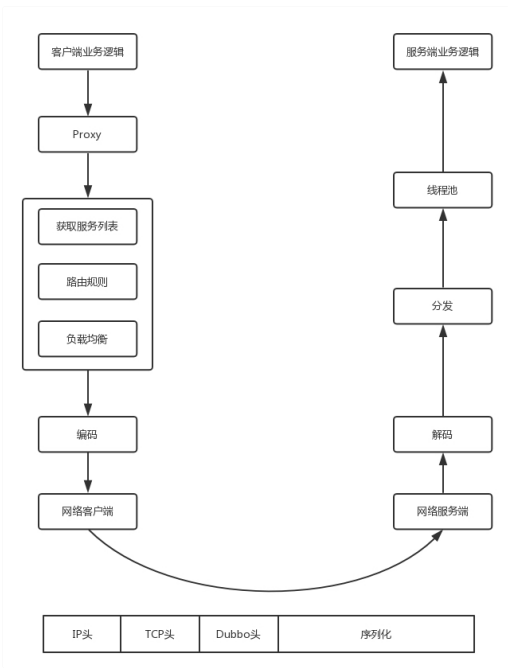 客户端业务逻辑
Proxy
获取服务列表
路由规则
负载均衡
编码
网络客户端
服务端业务逻辑
线程池
分发
解码
网络服务端
IP头 TCP头 Dubbo头 序列化